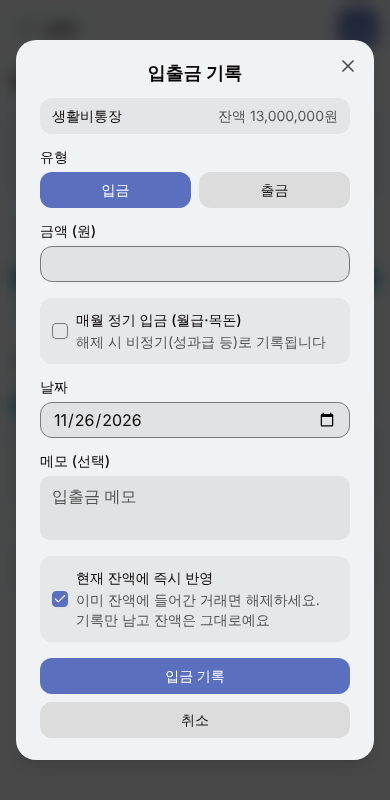 입출금 기록
생활비통장 잔액 13,000,000원
유형
입금 출금
금액 (원)
매월 정기 입금 (월급·목돈)
해제 시 비정기(성과급 등)로 기록됩니다
날짜
11/26/2026
메모 (선택)
입출금 메모
현재 잔액에 즉시 반영
이미 잔액에 들어간 거래면 해제하세요.
기록만 남고 잔액은 그대로예요
입금 기록
취소